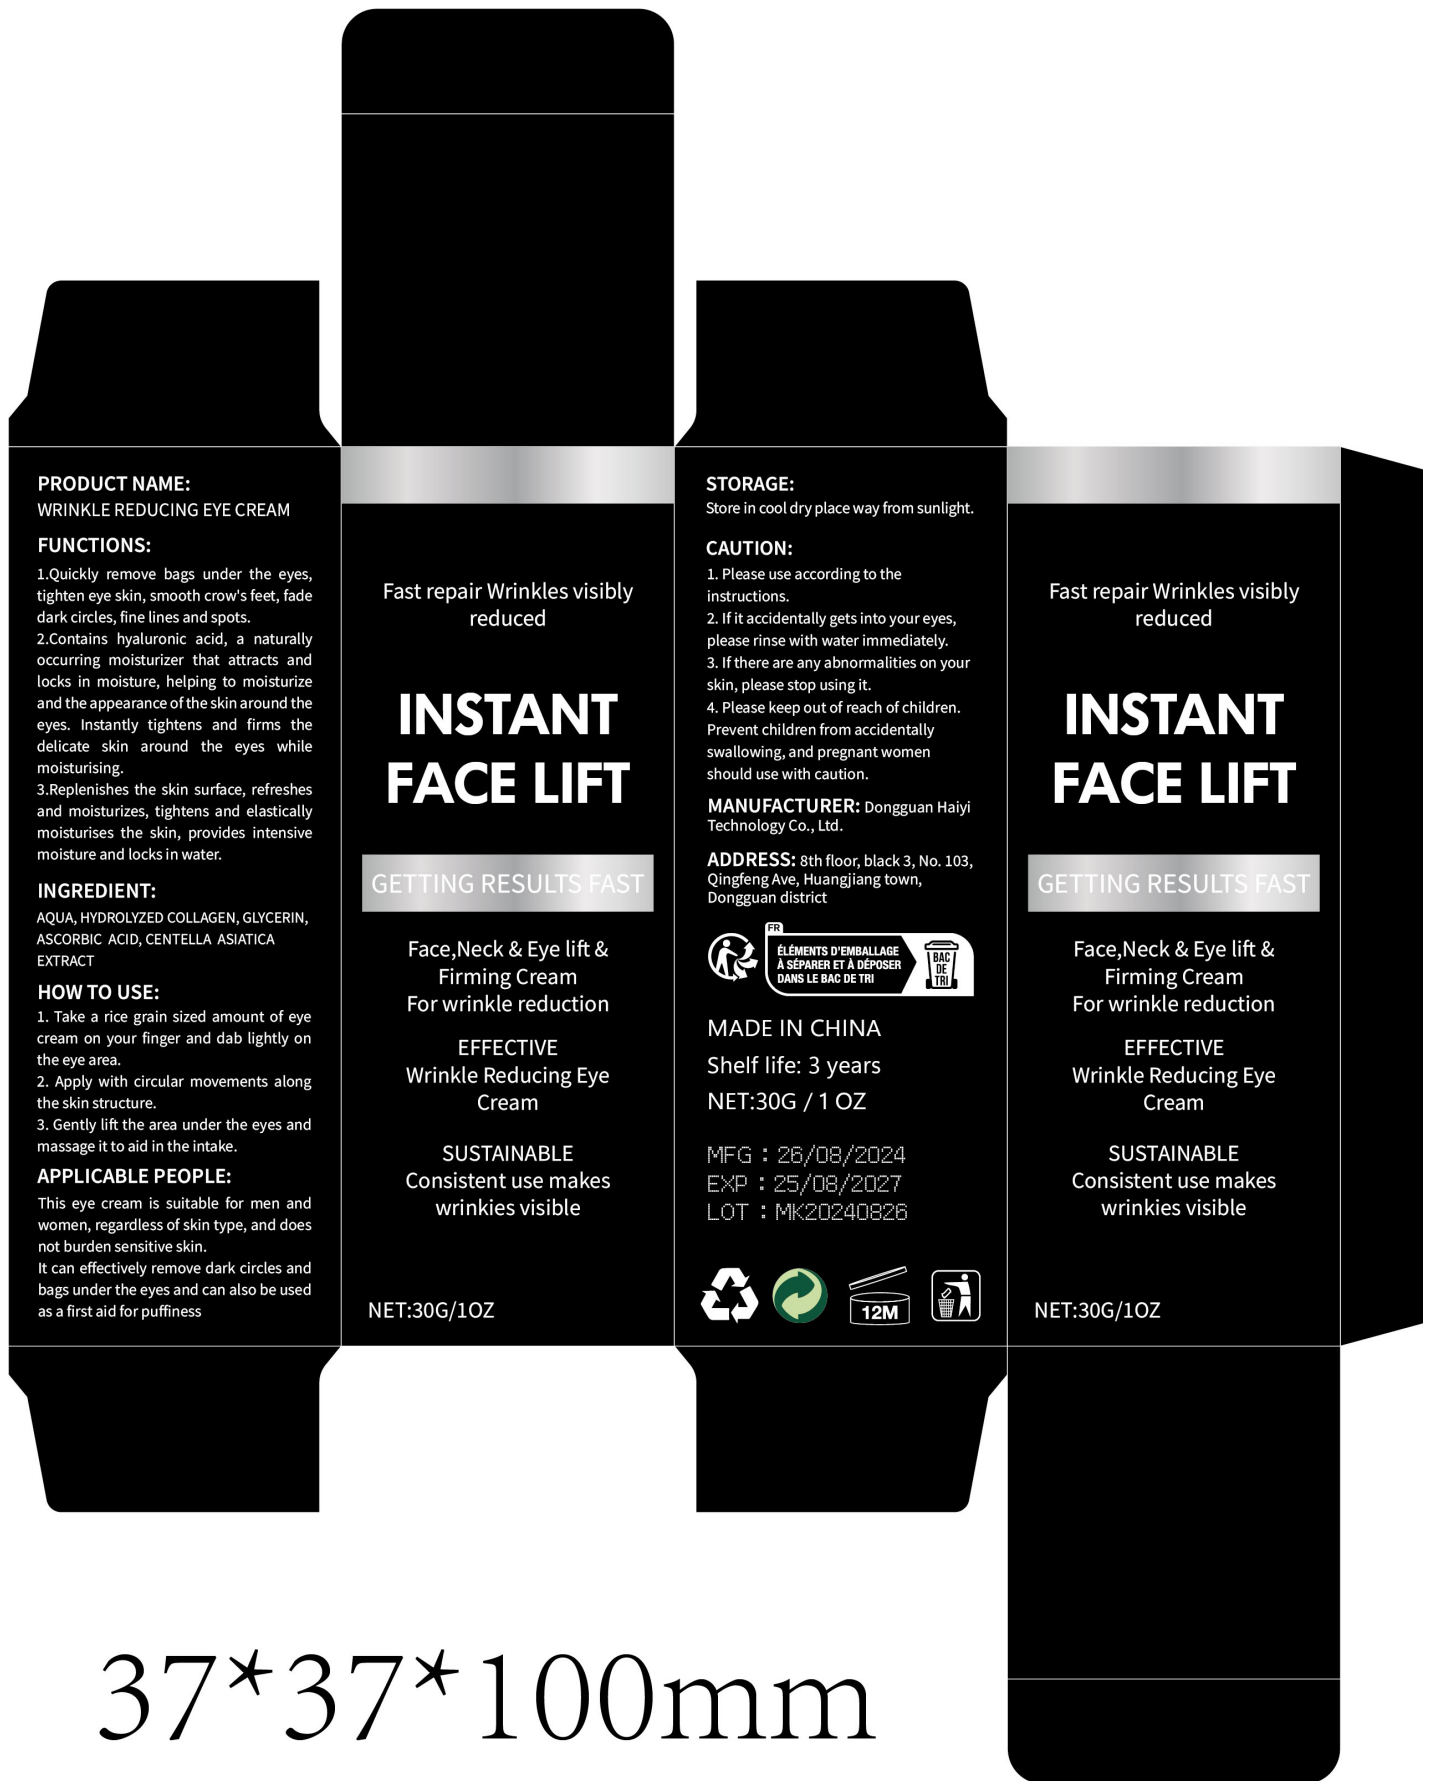 PRODUCT NAME:
WRINKLE REDUCING EYE CREAM
FUNCTIONS:
1.Quickly remove bags under the eyes,
tighten eye skin, smooth crow's feet, fade
dark circles, fine lines and spots.
2.Contains hyaluronic acid, a naturally
occurring moisturizer that attracts and
locks in moisture, helping to moisturize
and the appearance of the skin around the
eyes. Instantly tightens and firms the
delicate skin around the eyes while
moisturising.
3.Replenishes the skin surface, refreshes
and moisturizes, tightens and elastically
moisturises the skin, provides intensive
moisture and locks in water.
INGREDIENT:
AQUA, HYDROLYZED COLLAGEN, GLYCERIN,
ASCORBIC ACID, CENTELLA ASIATICA
EXTRACT
HOW TO USE:
1. Take a rice grain sized amount of eye
cream on your finger and dab lightly on
the eye area.
2. Apply with circular movements along
the skin structure.
3. Gently lift the area under the eyes and
massage it to aid in the intake.
APPLICABLE PEOPLE:
This eye cream is suitable for men and
women, regardless of skin type, and does
not burden sensitive skin.
It can effectively remove dark circles and
bags under the eyes and can also be used
as a first aid for puffiness
Fast repair Wrinkles visibly
reduced
INSTANT
FACE LIFT
GETTING RESULTS FAST
Face,Neck & Eye lift &
Firming Cream
For wrinkle reduction
EFFECTIVE
Wrinkle Reducing Eye
Cream
SUSTAINABLE
Consistent use makes
wrinkies visible
NET:30G/1OZ
STORAGE:
Store in cool dry place way from sunlight.
CAUTION:
1. Please use according to the
instructions.
2. If it accidentally gets into your eyes,
please rinse with water immediately.
3. If there are any abnormalities on your
skin, please stop using it.
4. Please keep out of reach of children.
Prevent children from accidentally
swallowing, and pregnant women
should use with caution.
MANUFACTURER: Dongguan Haiyi
Technology Co., Ltd.
ADDRESS: 8th floor, black 3, No. 103,
Qingfeng Ave, Huangjiang town,
Dongguan district
FR
ÉLÉMENTS D'EMBALLAGE
À SÉPARER ET À DÉPOSER
DANS LE BAC DE TRI
BAC
DE
TRI
MADE IN CHINA
Shelf life: 3 years
NET:30G / 1 OZ
MFG : 26/08/2024
EXP : 25/08/2027
LOT : MK20240826
12M
Fast repair Wrinkles visibly
reduced
INSTANT
FACE LIFT
GETTING RESULTS FAST
Face,Neck & Eye lift &
Firming Cream
For wrinkle reduction
EFFECTIVE
Wrinkle Reducing Eye
Cream
SUSTAINABLE
Consistent use makes
wrinkies visible
NET:30G/1OZ
37*37*100mm